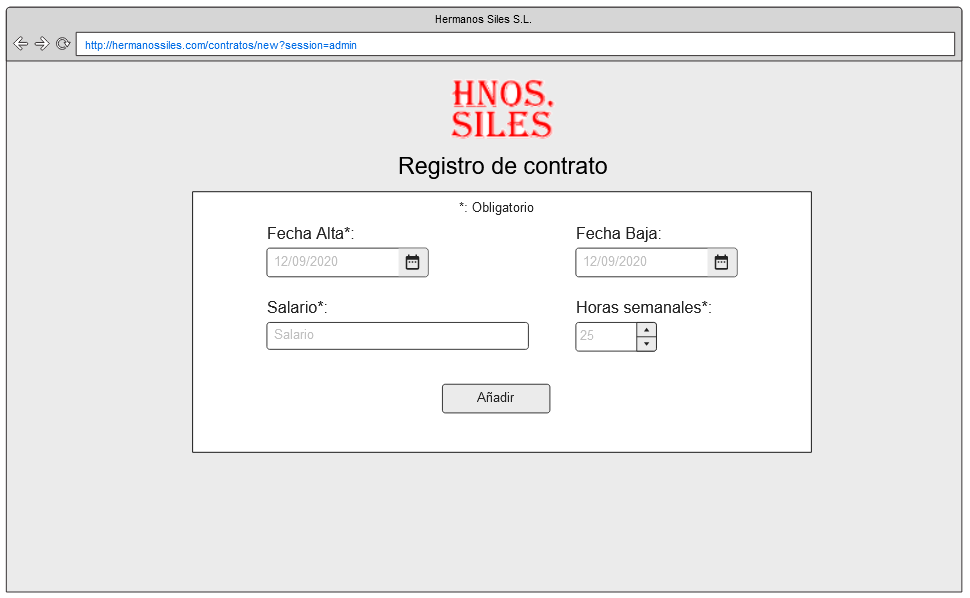 Hermanos Siles S.L.
http://hermanossiles.com/contratos/new?session=admin
HNOS.
SILES
Registro de contrato
*: Obligatorio
Fecha Alta*:
Fecha Baja:
12/09/2020
12/09/2020
Salario*:
Horas semanales*:
Salario
25
Añadir